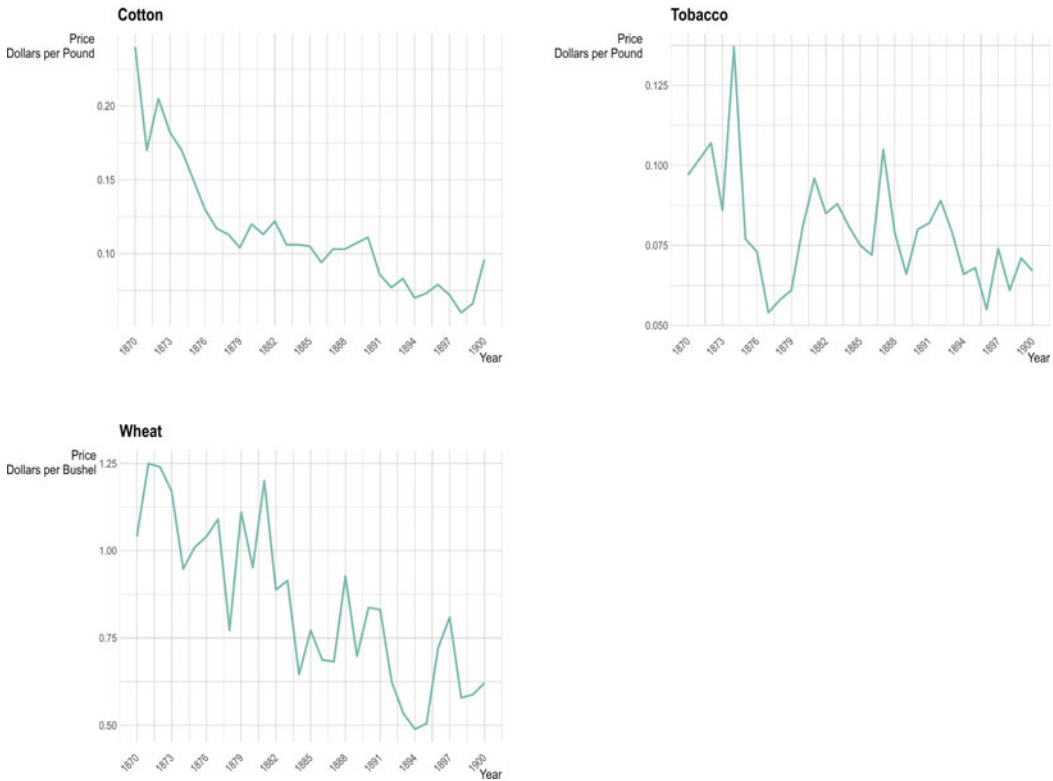 Cotton
Price
Dollars per Pound
0.20
0.15
0.10
1870 1873 1876 1879 1882 1885 1888 1891 1894 1897 1900
Year
Tobacco
Price
Dollars per Pound
0.125
0.100
0.075
0.050
1870 1873 1876 1879 1882 1885 1888 1891 1894 1897 1900
Year
Wheat
Price
Dollars per Bushel 1.25
1.00
0.75
0.50
1870 1873 1876 1879 1882 1885 1888 1891 1894 1897 1900
Year